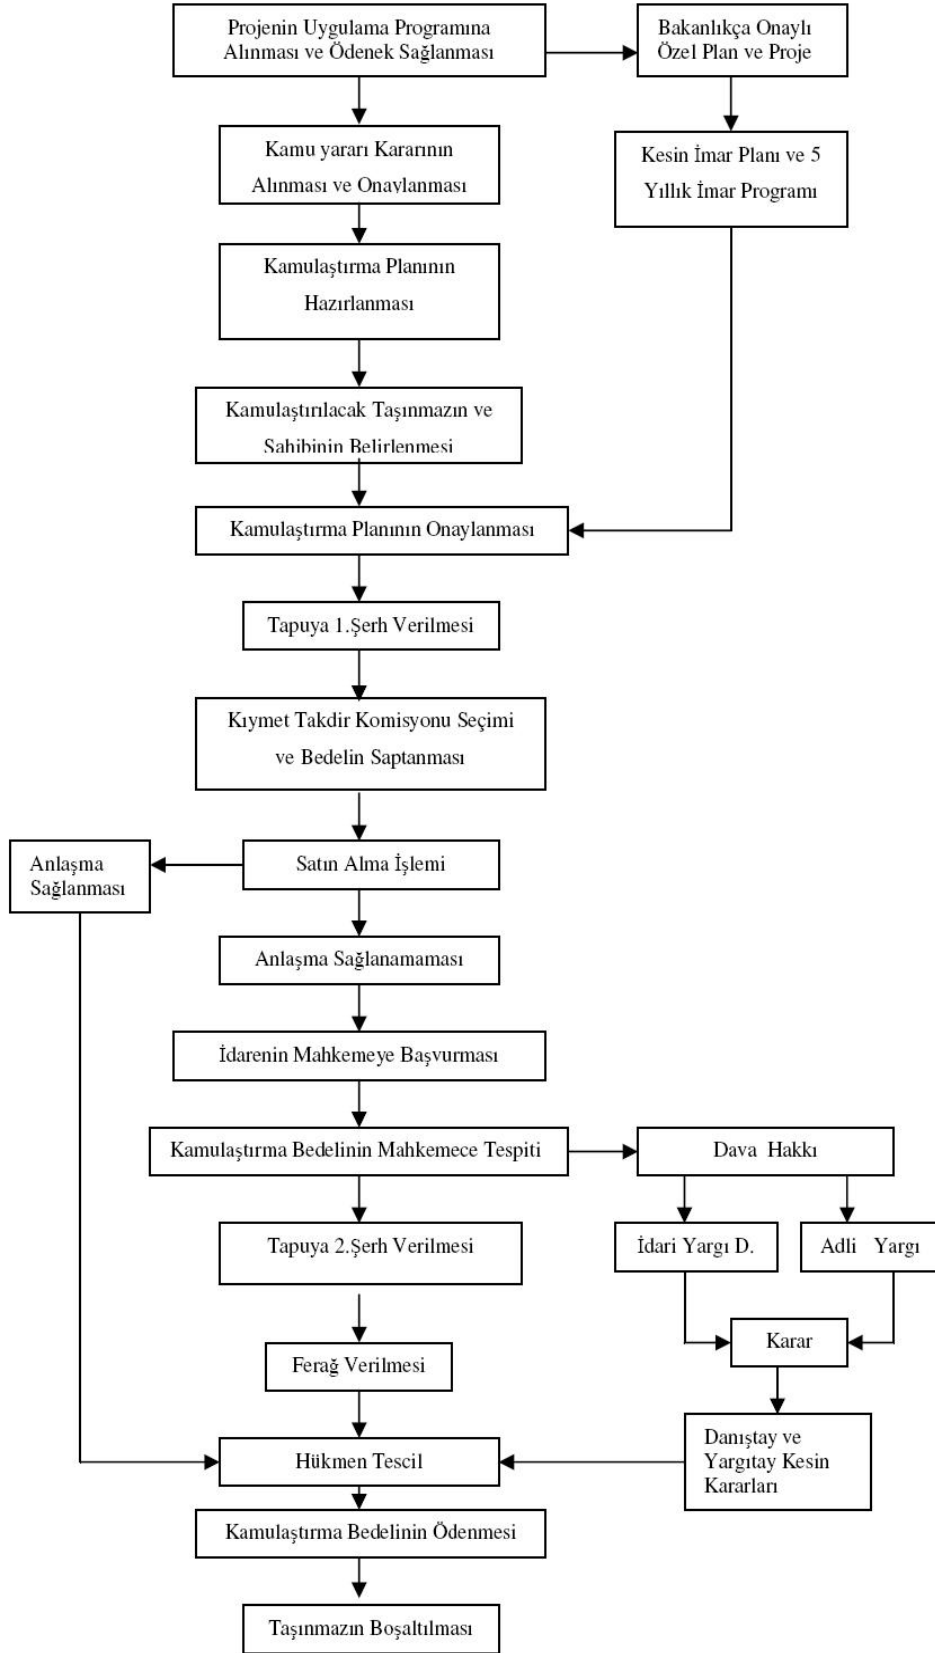 Projenin Uygulama Programına
Alınması ve Ödenek Sağlanması
Bakanlıkça Onaylı
Özel Plan ve Proje
Kamu yararı Kararının
Alınması ve Onaylanması
Kesin İmar Planı ve 5
Yıllık İmar Programı
Kamulaştırma Planının
Hazırlanması
Kamulaştırılacak Taşınmazın ve
Sahibinin Belirlenmesi
Kamulaştırma Planının Onaylanması
Tapuya 1.Şerh Verilmesi
Kıymet Takdir Komisyonu Seçimi
ve Bedelin Saptanması
Anlaşma
Sağlanması
Satın Alma İşlemi
Anlaşma Sağlanamaması
İdarenin Mahkemeye Başvurması
Kamulaştırma Bedelinin Mahkemece Tespiti
Dava Hakkı
Tapuya 2.Şerh Verilmesi
İdari Yargı D.
Adli Yargı
Karar
Ferağ Verilmesi
Danıştay ve
Yargıtay Kesin
Kararları
Hükmen Tescil
Kamulaştırma Bedelinin Ödenmesi
Taşınmazın Boşaltılması